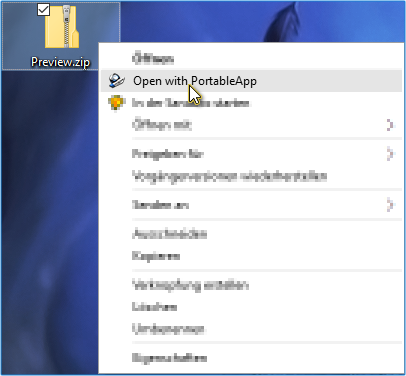 Preview.zip
Öffnen
Open with PortableApp
In der Sandbox starten
Öffnen mit
Freigeben für
Vorgängerversionen wiederherstellen
Senden an
Ausschneiden
Kopieren
Verknüpfung erstellen
Löschen
Umbenennen
Eigenschaften